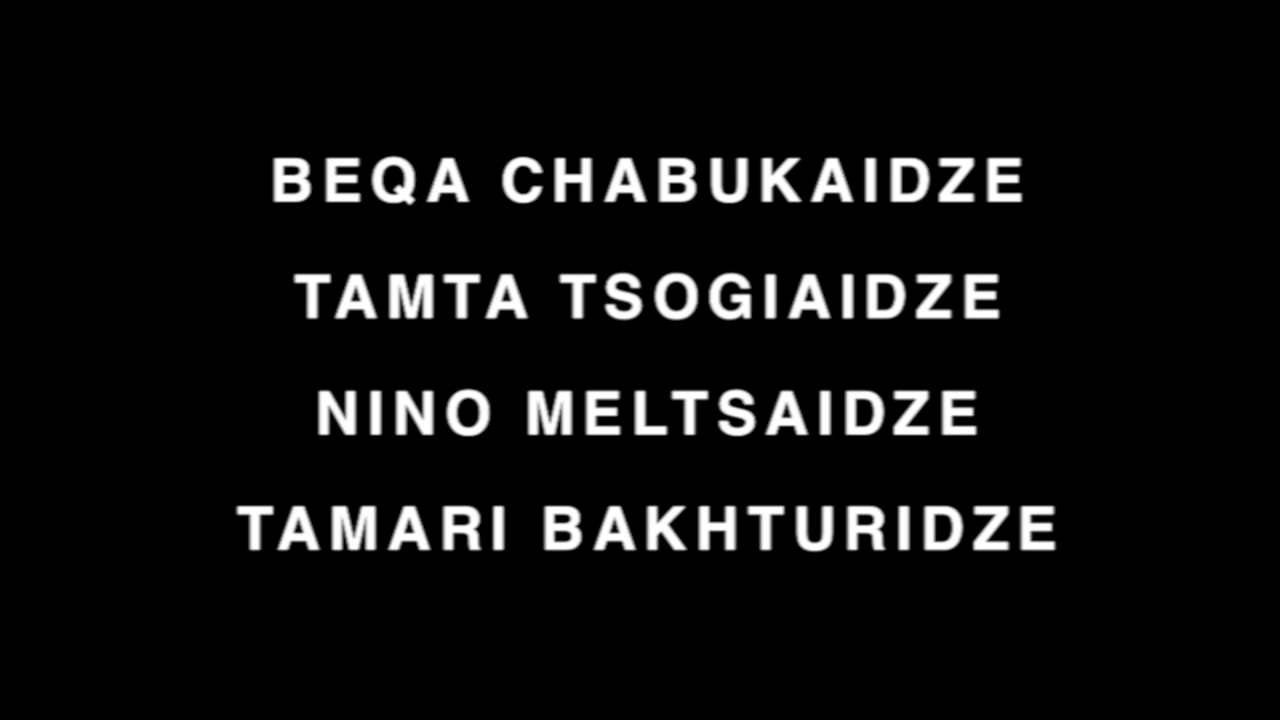 BEQA CHABUKAIDZE
TAMTA TSOGIAIDZE
NINO MELTSAIDZE
TAMARI BAKHTURIDZE